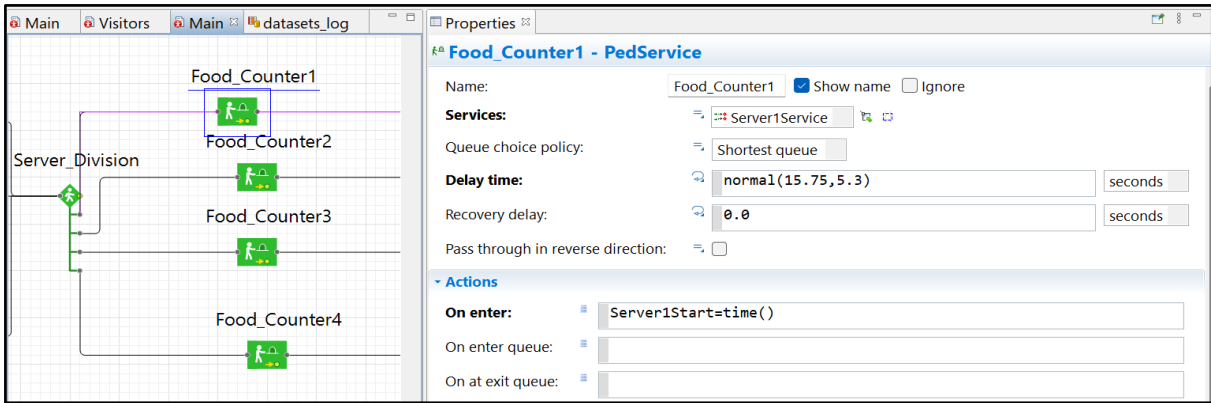 Main Visitors Main datasets_log
Food_Counter1
Food_Counter2
Server_Division
Food_Counter3
Food_Counter4
Properties
Food_Counter1 - PedService
Name: Food_Counter1 Show name Ignore
Services: Server1Service
Queue choice policy: Shortest queue
Delay time: normal(15.75,5.3) seconds
Recovery delay: 0.0 seconds
Pass through in reverse direction:
Actions
On enter: Server1Start=time()
On enter queue:
On at exit queue: